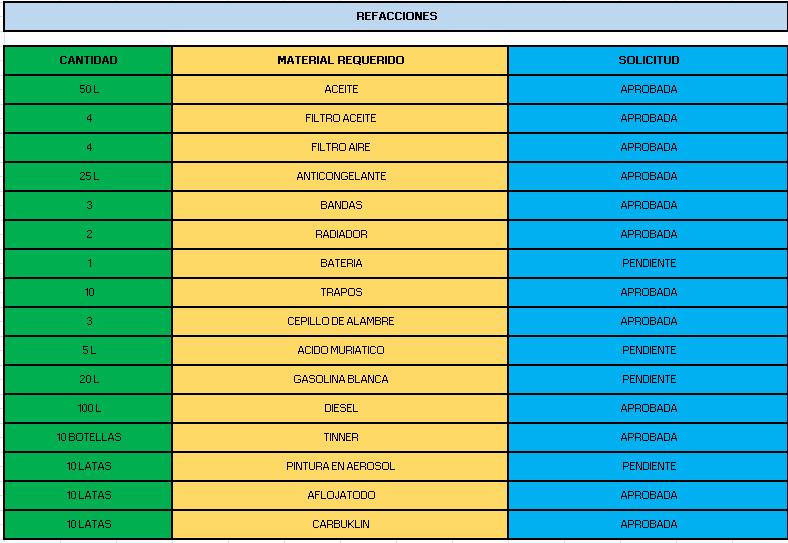 REFACCIONES
CANTIDAD MATERIAL REQUERIDO SOLICITUD
50 L ACEITE APROBADA
4 FILTRO ACEITE APROBADA
4 FILTRO AIRE APROBADA
25 L ANTICONGELANTE APROBADA
3 BANDAS APROBADA
2 RADIADOR APROBADA
1 BATERIA PENDIENTE
10 TRAPOS APROBADA
3 CEPILLO DE ALAMBRE APROBADA
5 L ACIDO MURIATICO PENDIENTE
20 L GASOLINA BLANCA PENDIENTE
100 L DIESEL APROBADA
10 BOTELLAS TINNER APROBADA
10 LATAS PINTURA EN AEROSOL PENDIENTE
10 LATAS AFLOJATODO APROBADA
10 LATAS CARBUKLIN APROBADA